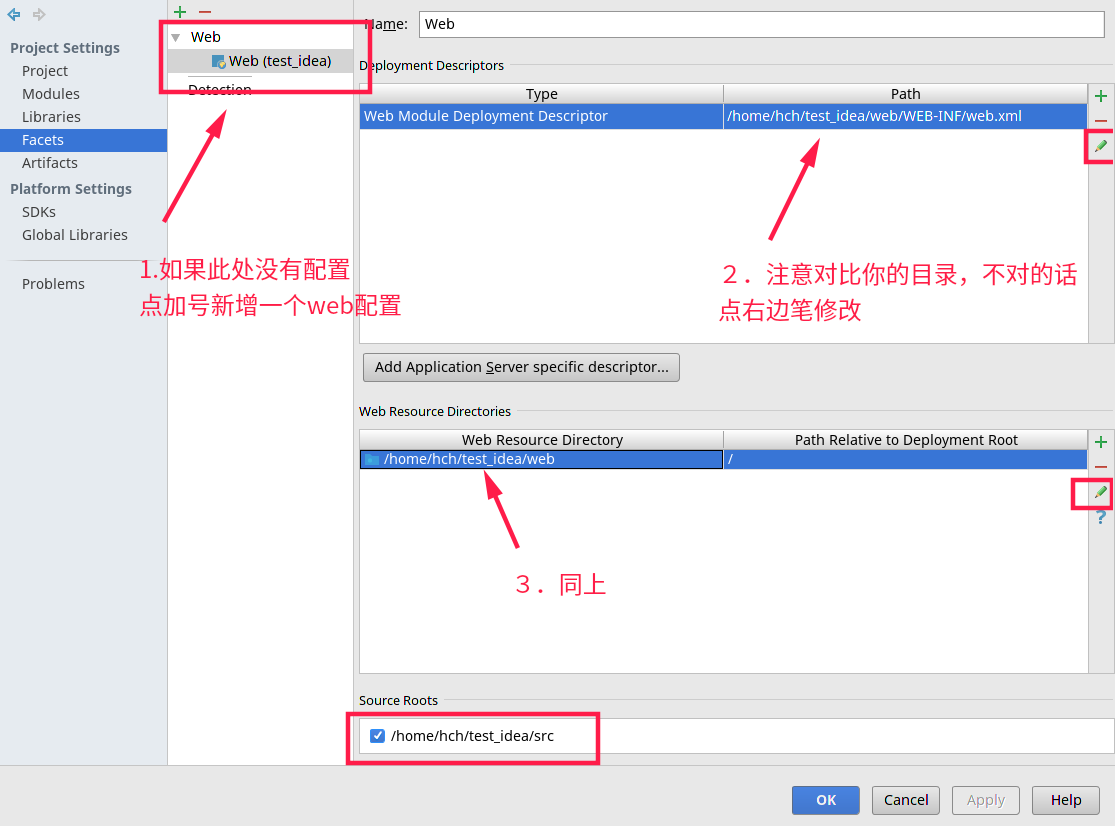 Project Settings
Project
Modules
Libraries
Facets
Artifacts
Platform Settings
SDKs
Global Libraries
Problems
Web
Web (test_idea)
Detection
1.如果此处没有配置
点加号新增一个web配置
Name:
Web
Deployment Descriptors
Type Path
Web Module Deployment Descriptor /home/hch/test_idea/web/WEB-INF/web.xml
２．注意对比你的目录，不对的话
点右边笔修改
Add Application Server specific descriptor...
Web Resource Directories
Web Resource Directory Path Relative to Deployment Root
/home/hch/test_idea/web /
３．同上
Source Roots
/home/hch/test_idea/src
OK Cancel Apply Help